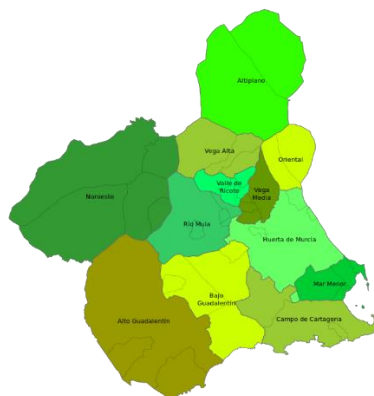 Altiplano
Vega Alta
Oriental
Valle de
Ricote
Vega
Media
Noroeste
Río Mula
Huerta de Murcia
Mar Menor
Bajo
Guadalentín
Alto Guadalentín
Campo de Cartagena